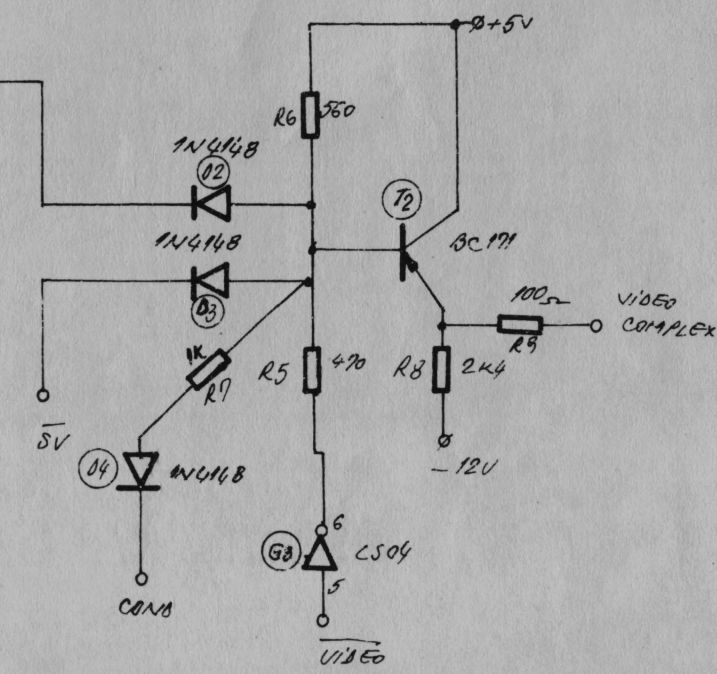 +5V
R6
560
1N4148
D2
T2
1N4148
BC171
D3
100Ω
VIDEO
COMPLEX
R9
1K
R7
R5
470
R8
2K4
SV
D4
1N4148
-12V
6
G3
LS04
5
COND
VIDEO